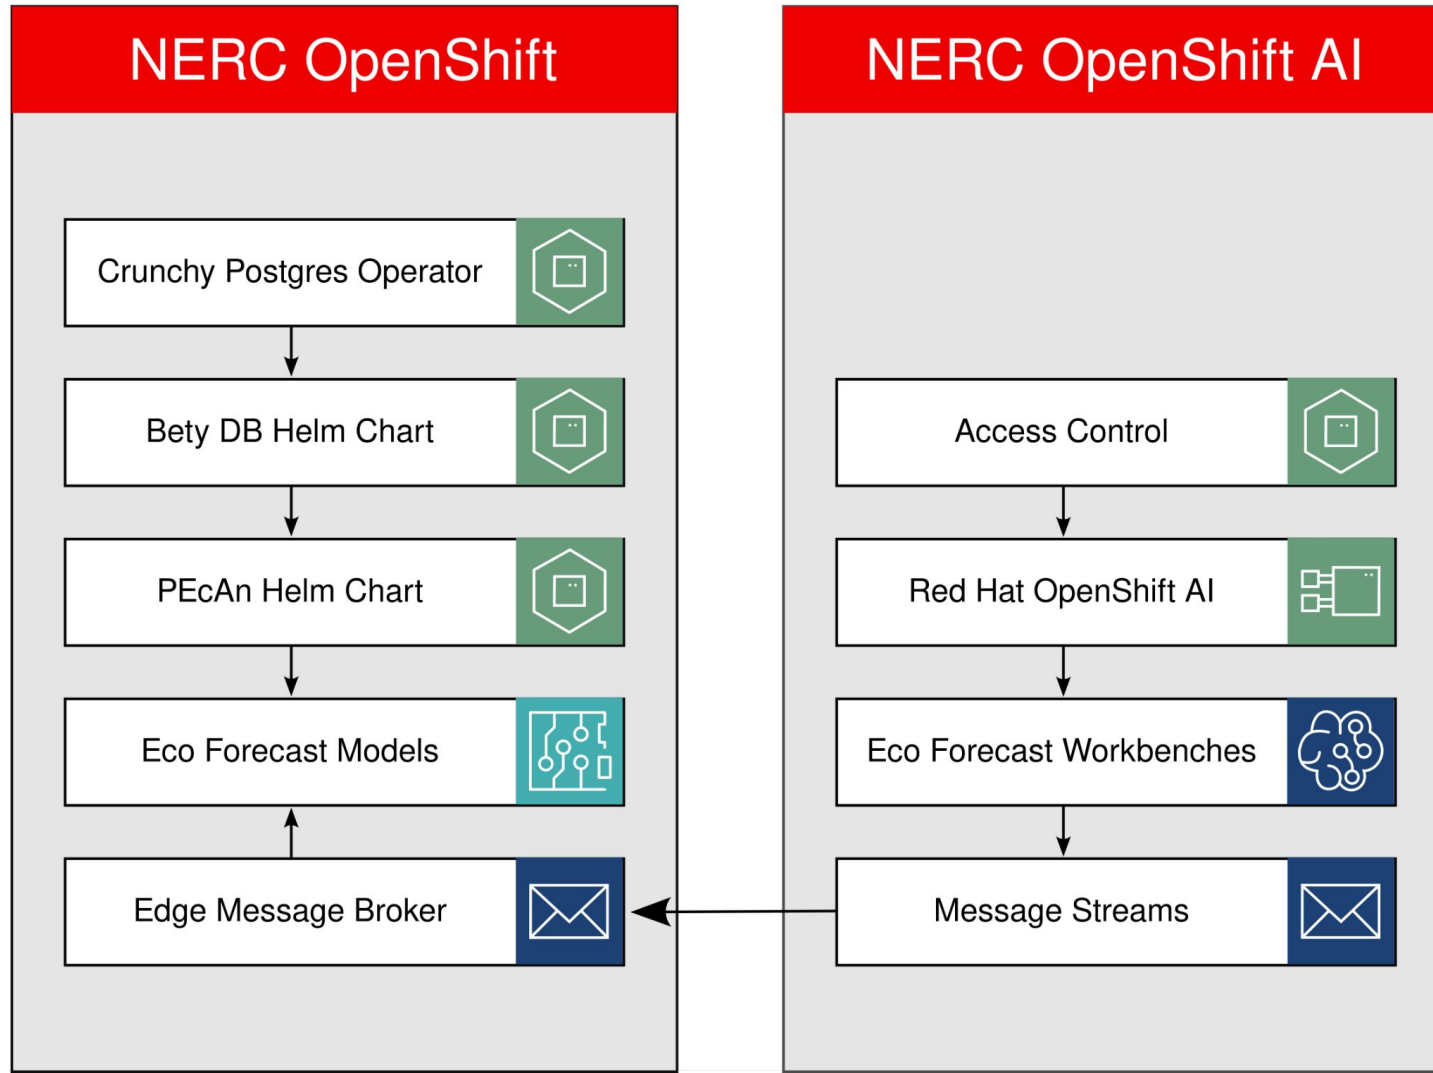 NERC OpenShift
Crunchy Postgres Operator
Bety DB Helm Chart
PEcAn Helm Chart
Eco Forecast Models
Edge Message Broker
NERC OpenShift AI
Access Control
Red Hat OpenShift AI
Eco Forecast Workbenches
Message Streams